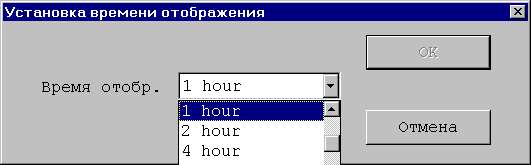 Установка времени отображения
OK
Время отобр. 1 hour
1 hour
2 hour
4 hour
Отмена